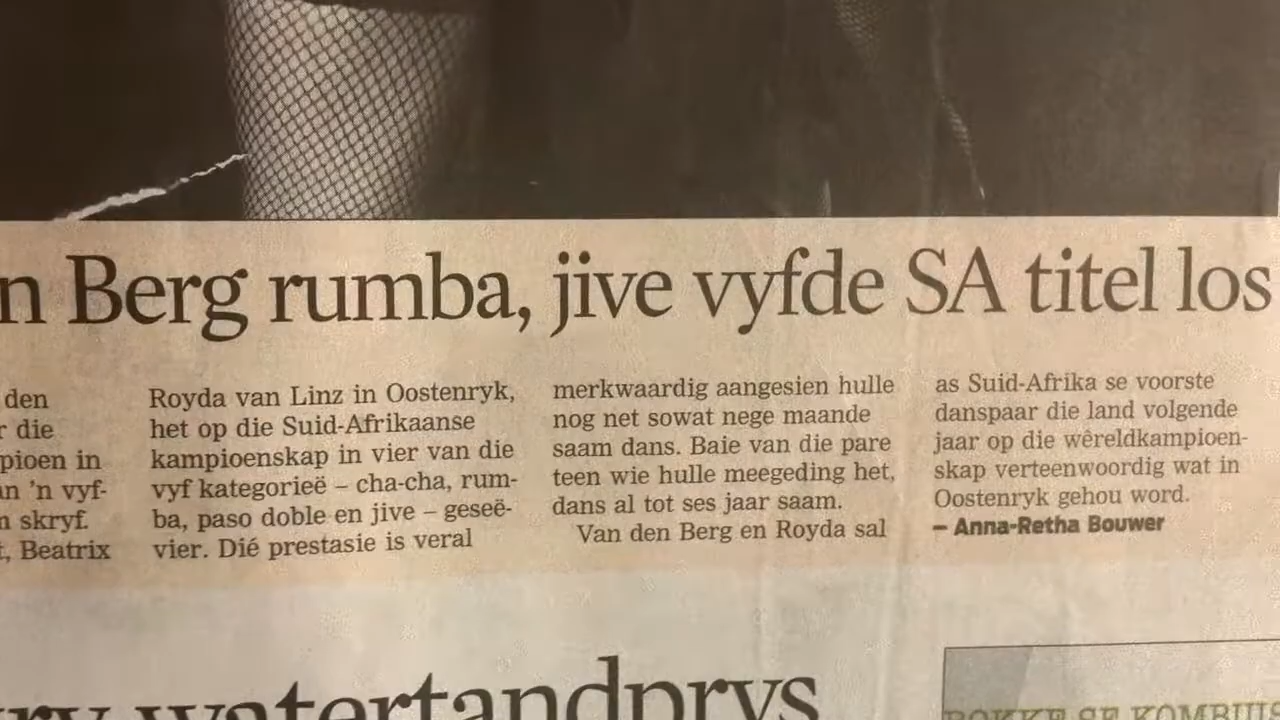 n Berg rumba, jive vyfde SA titel los
den
r die
pioen in
an 'n vyf-
n skryf.
t, Beatrix
Royda van Linz in Oostenryk,
het op die Suid-Afrikaanse
kampioenskap in vier van die
vyf kategorieë – cha-cha, rum-
ba, paso doble en jive – geseë-
vier. Dié prestasie is veral
merkwaardig aangesien hulle
nog net sowat nege maande
saam dans. Baie van die pare
teen wie hulle meegeding het,
dans al tot ses jaar saam.
Van den Berg en Royda sal
as Suid-Afrika se voorste
danspaar die land volgende
jaar op die wêreldkampioen-
skap verteenwoordig wat in
Oostenryk gehou word.
– Anna-Retha Bouwer
ry watertandprys
BOKKE SE KOMBUIS